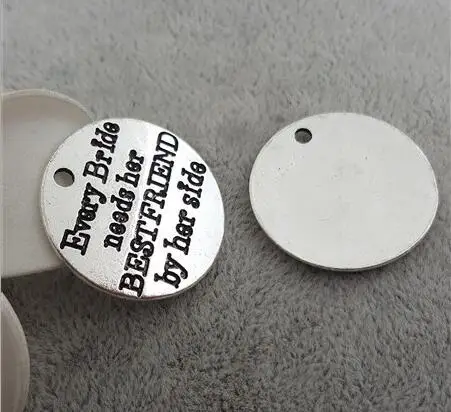 Every Bride
needs her
BESTFRIEND
by her side